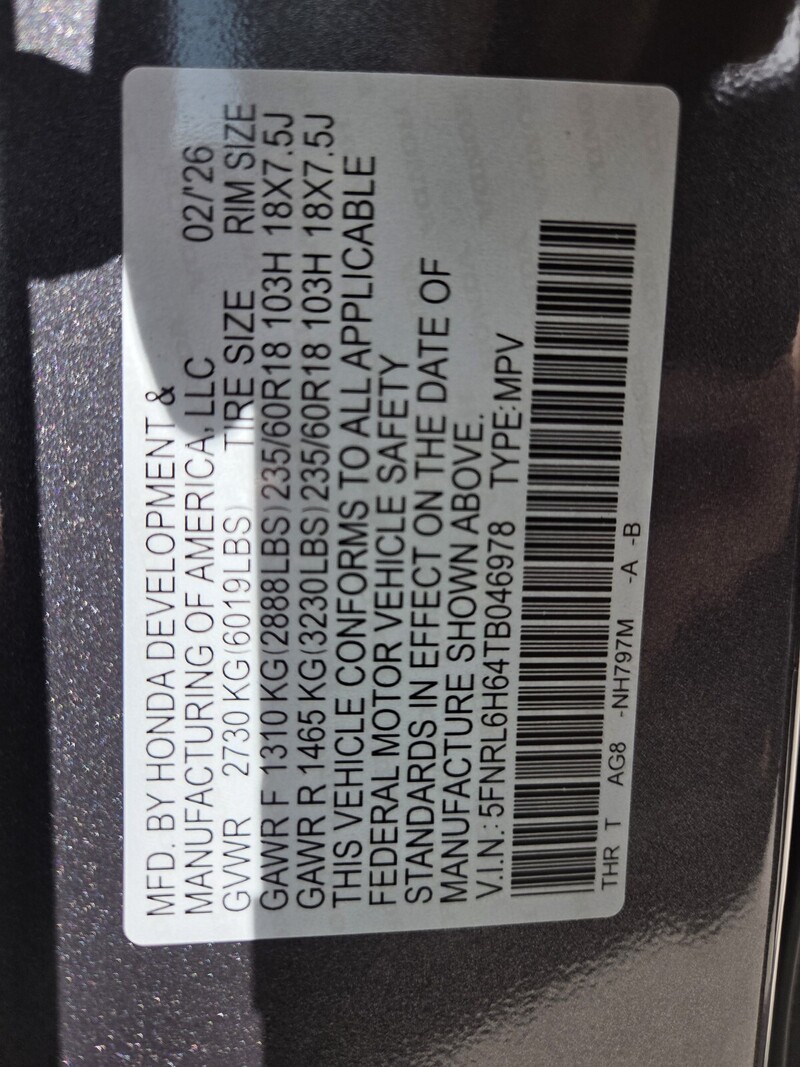 MFD. BY HONDA DEVELOPMENT &
MANUFACTURING OF AMERICA, LLC 02/'26
GVWR 2730 KG(6019LBS) TIRE SIZE RIM SIZE
GAWR F 1310 KG(2888LBS)235/60R18 103H 18X7.5J
GAWR R 1465 KG(3230LBS)235/60R18 103H 18X7.5J
THIS VEHICLE CONFORMS TO ALL APPLICABLE
FEDERAL MOTOR VEHICLE SAFETY
STANDARDS IN EFFECT ON THE DATE OF
MANUFACTURE SHOWN ABOVE.
V.I.N.:5FNRL6H64TB046978 TYPE:MPV
THR T AG8 -NH797M -A -B